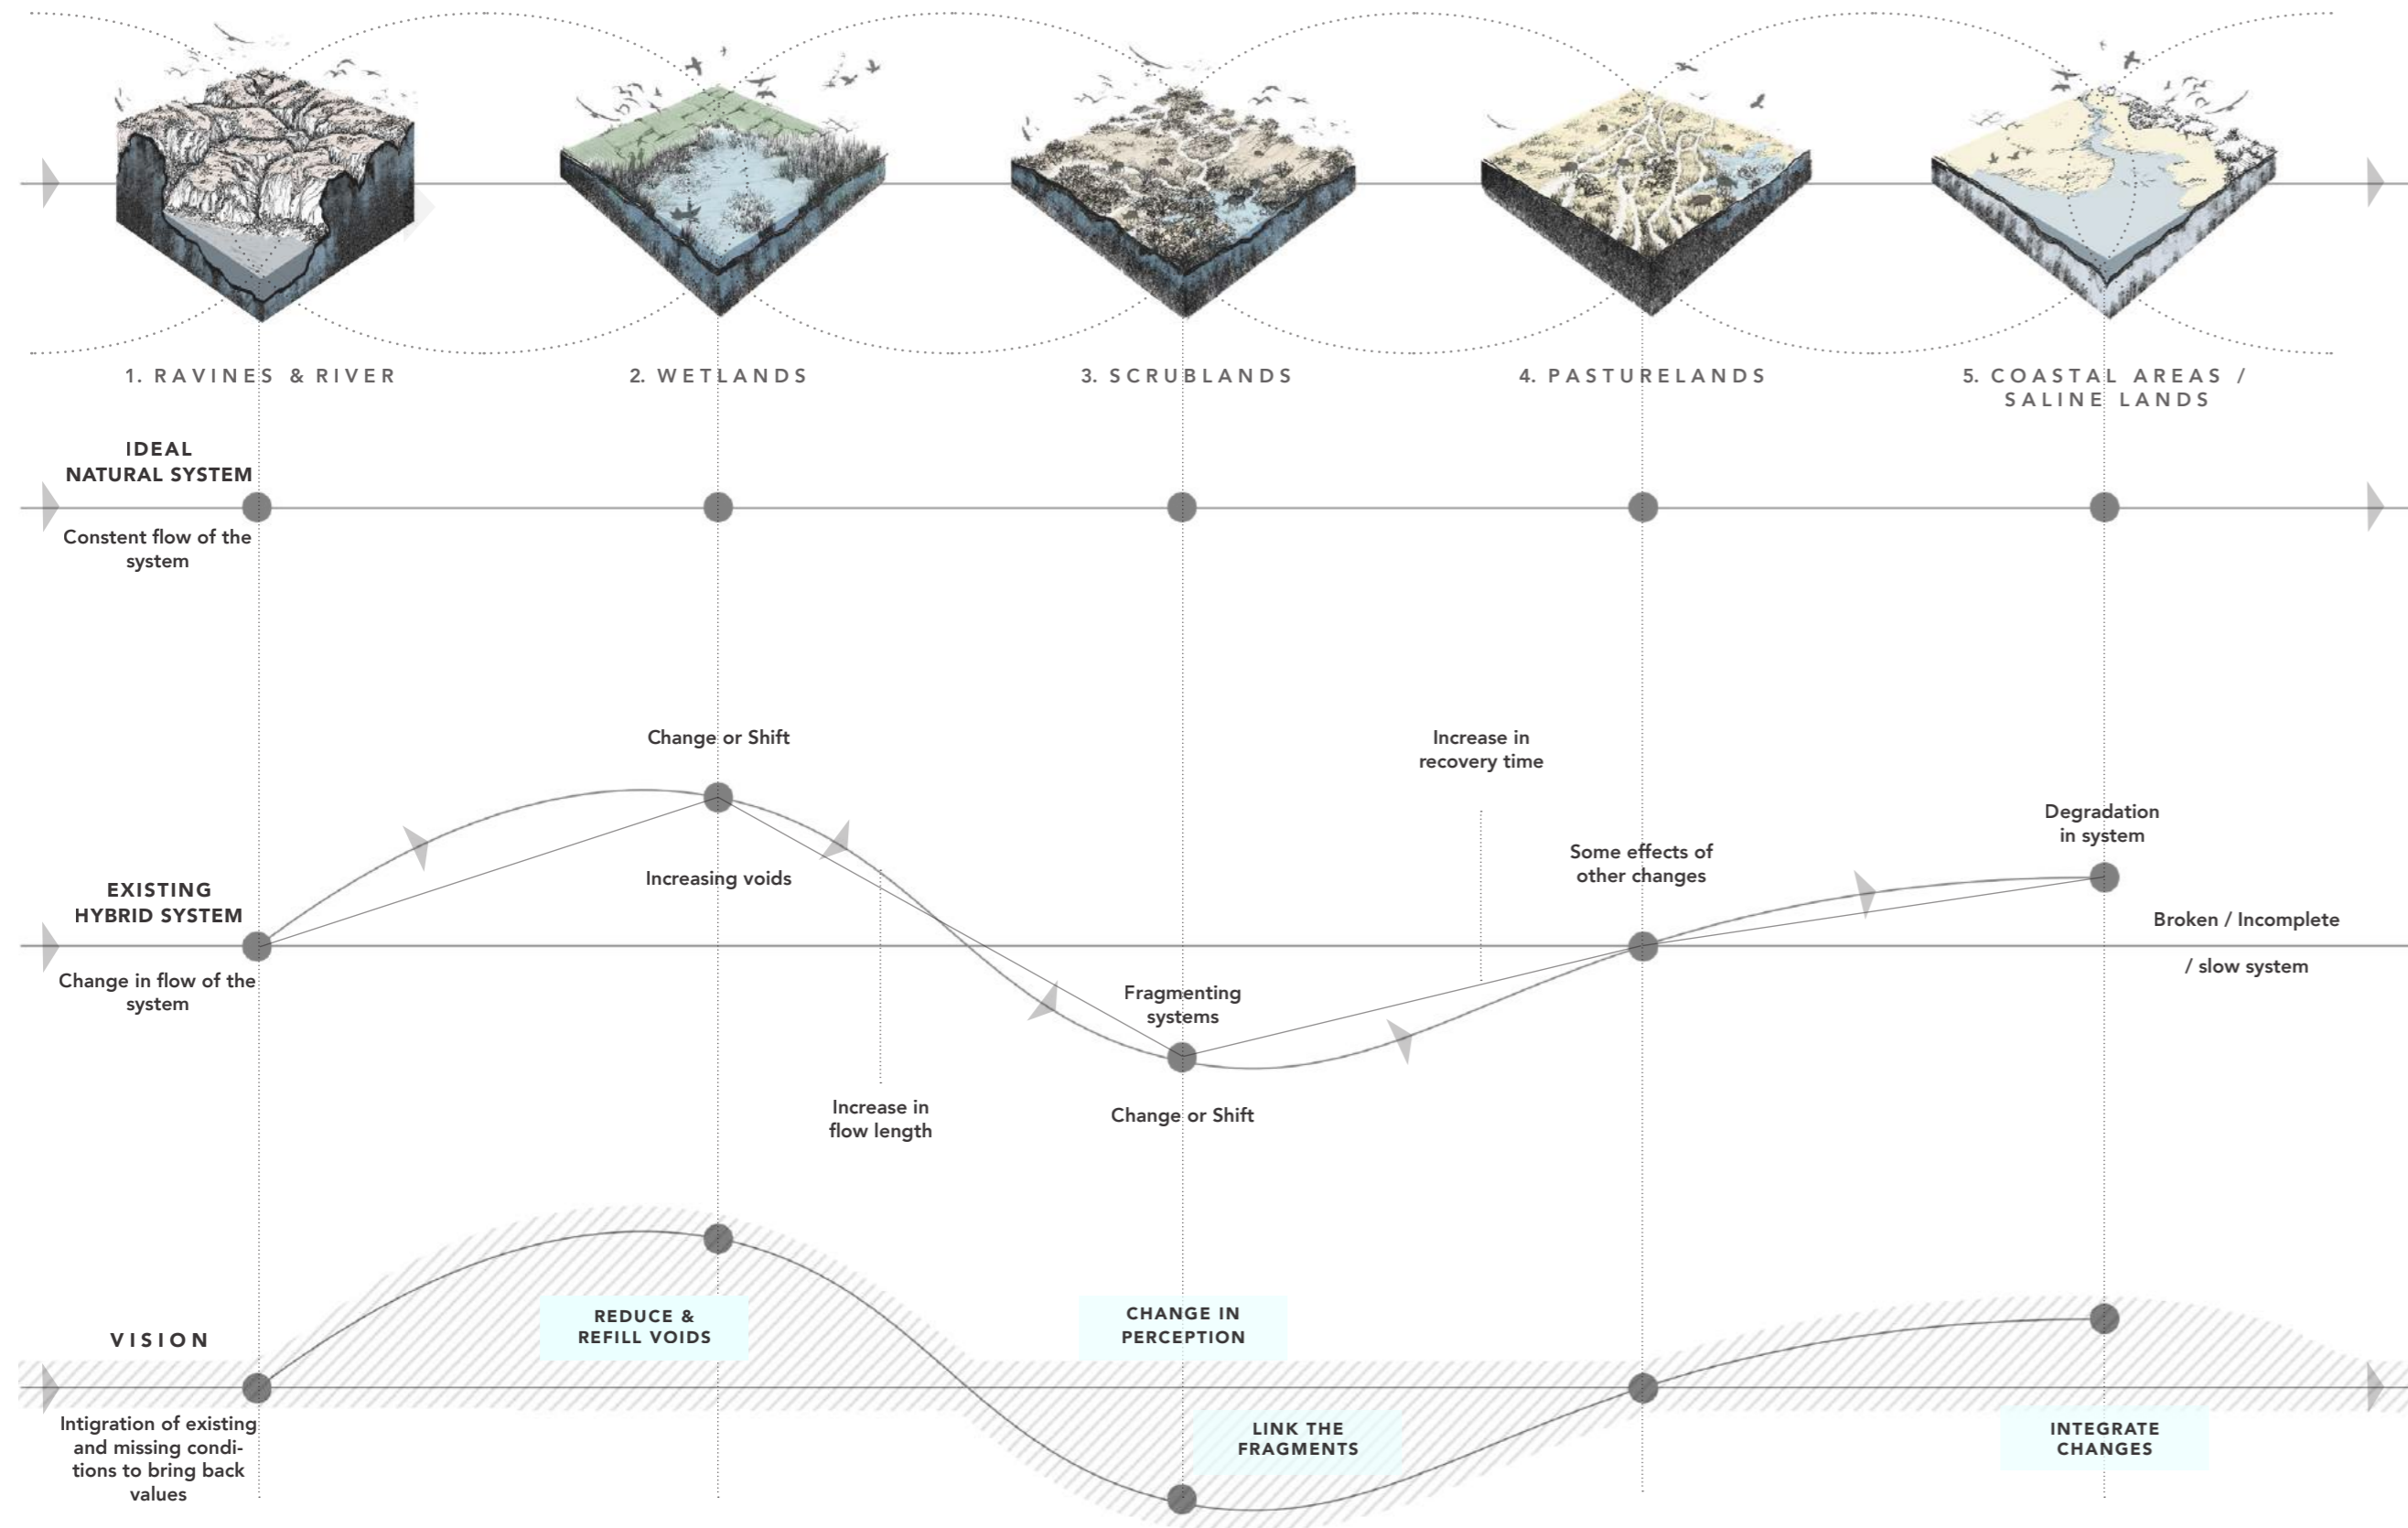 1. RAVINES & RIVER
2. WETLANDS
3. SCRUBLANDS
4. PASTURELANDS
5. COASTAL AREAS /
SALINE LANDS
IDEAL
NATURAL SYSTEM
Constent flow of the
system
Change or Shift
Increasing voids
Increase in
flow length
Increase in
recovery time
Some effects of
other changes
Degradation
in system
EXISTING
HYBRID SYSTEM
Change in flow of the
system
Fragmenting
systems
Change or Shift
Broken / Incomplete
/ slow system
VISION
Intigration of existing
and missing condi-
tions to bring back
values
REDUCE &
REFILL VOIDS
CHANGE IN
PERCEPTION
LINK THE
FRAGMENTS
INTEGRATE
CHANGES